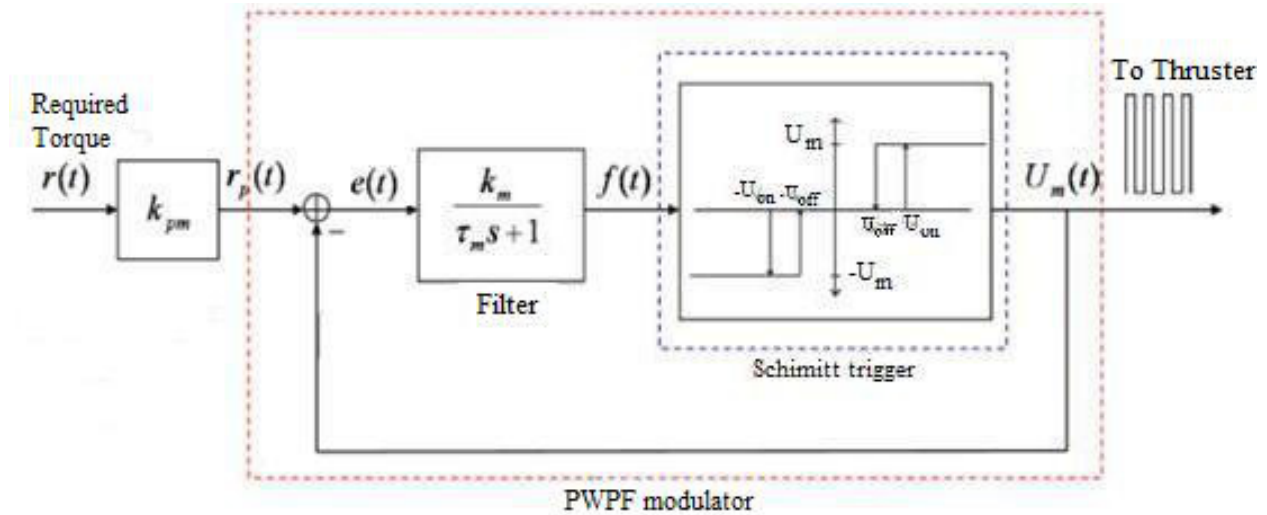 To Thruster
Required
Torque
r(t)
k_pm
r_p(t)
e(t)
k_m
τ_m s + 1
Filter
f(t)
U_m
-U_on -U_off
U_off U_on
-U_m
U_m(t)
Schimitt trigger
PWPF modulator